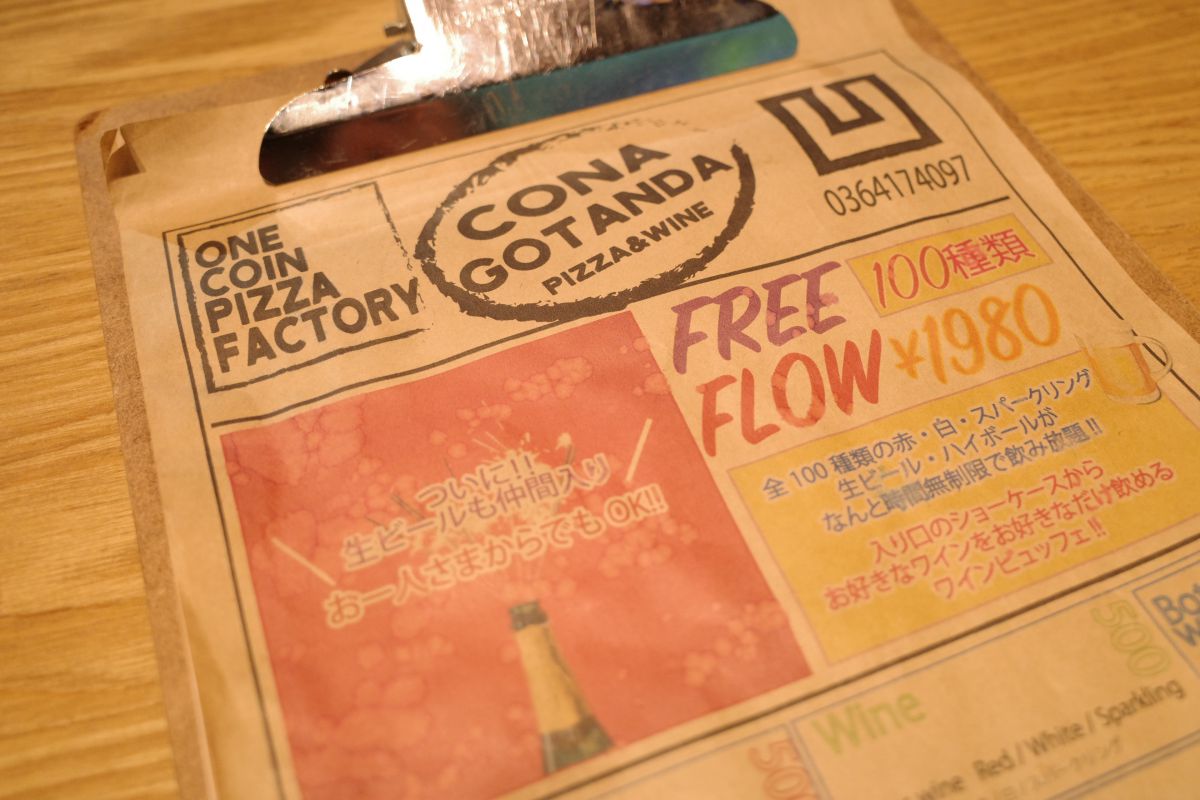 ONE
COIN
PIZZA
FACTORY
CONA
GOTANDA
PIZZA&WINE
0364174097
FREE
FLOW
100種類
¥1980
全100種類の赤・白・スパークリング
生ビール・ハイボールが
なんと時間無制限で飲み放題!!
入り口のショーケースから
お好きなワインをお好きなだけ飲める
ワインビュッフェ!!
ついに!!
生ビールも仲間入り
お一人さまからでもOK!!
500
Wine
wine Red / White / Sparkling
500